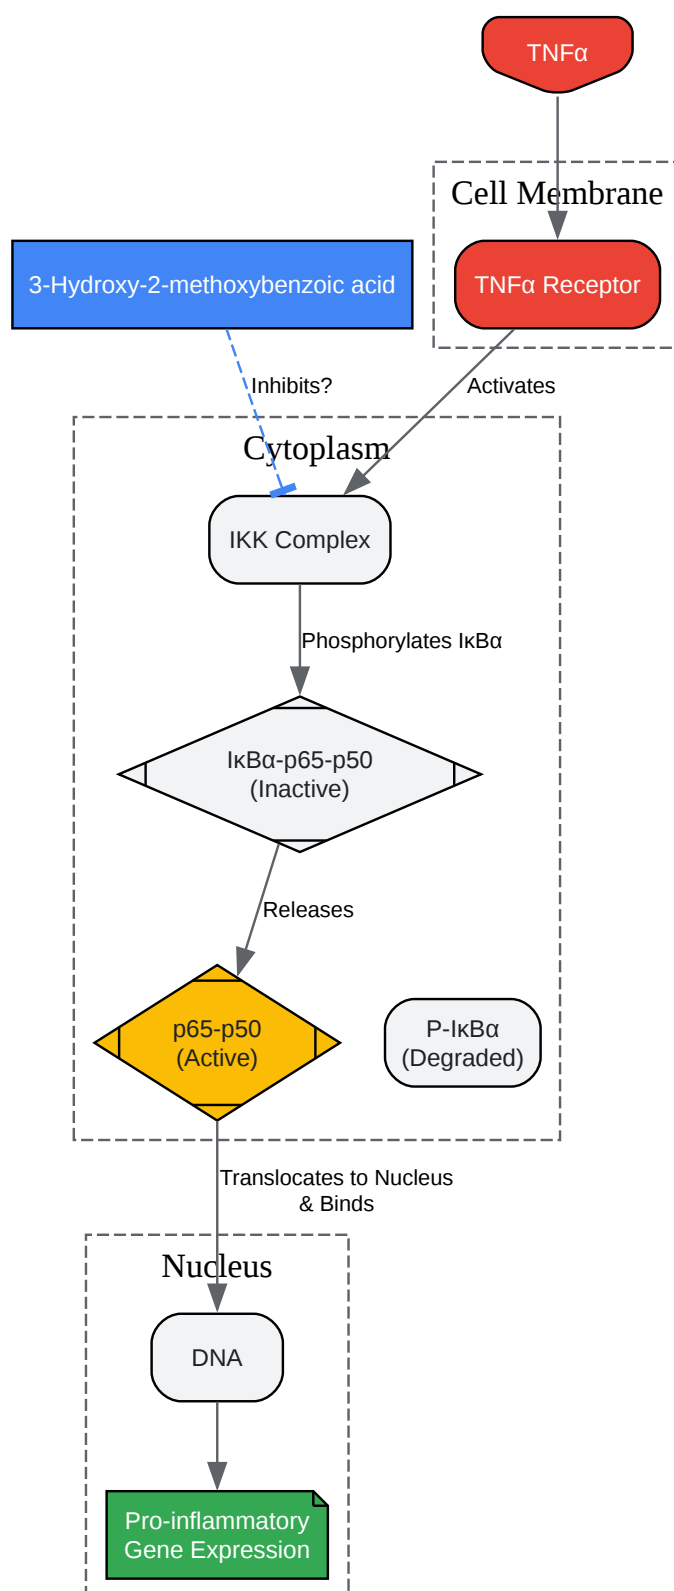 TNFα
Cell Membrane
3-Hydroxy-2-methoxybenzoic acid
TNFα Receptor
Inhibits?
Activates
Cytoplasm
IKK Complex
Phosphorylates IκBα
IκBα-p65-p50
(Inactive)
Releases
p65-p50
(Active)
P-IκBα
(Degraded)
Translocates to Nucleus
& Binds
Nucleus
DNA
Pro-inflammatory
Gene Expression